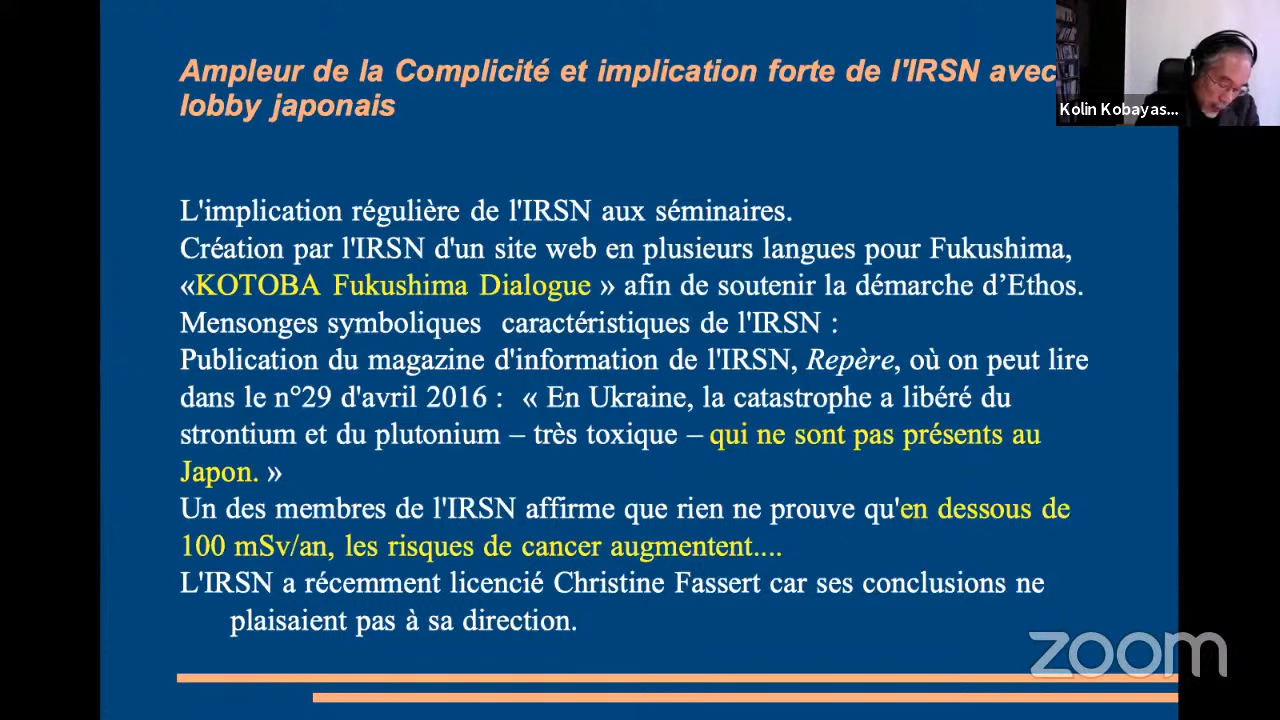 Ampleur de la Complicité et implication forte de l'IRSN avec
lobby japonais
Kolin Kobayas...
L'implication régulière de l'IRSN aux séminaires.
Création par l'IRSN d'un site web en plusieurs langues pour Fukushima,
«KOTOBA Fukushima Dialogue » afin de soutenir la démarche d’Ethos.
Mensonges symboliques caractéristiques de l'IRSN :
Publication du magazine d'information de l'IRSN, Repère, où on peut lire
dans le n°29 d'avril 2016 : « En Ukraine, la catastrophe a libéré du
strontium et du plutonium – très toxique – qui ne sont pas présents au
Japon. »
Un des membres de l'IRSN affirme que rien ne prouve qu'en dessous de
100 mSv/an, les risques de cancer augmentent....
L'IRSN a récemment licencié Christine Fassert car ses conclusions ne
plaisaient pas à sa direction.
zoom